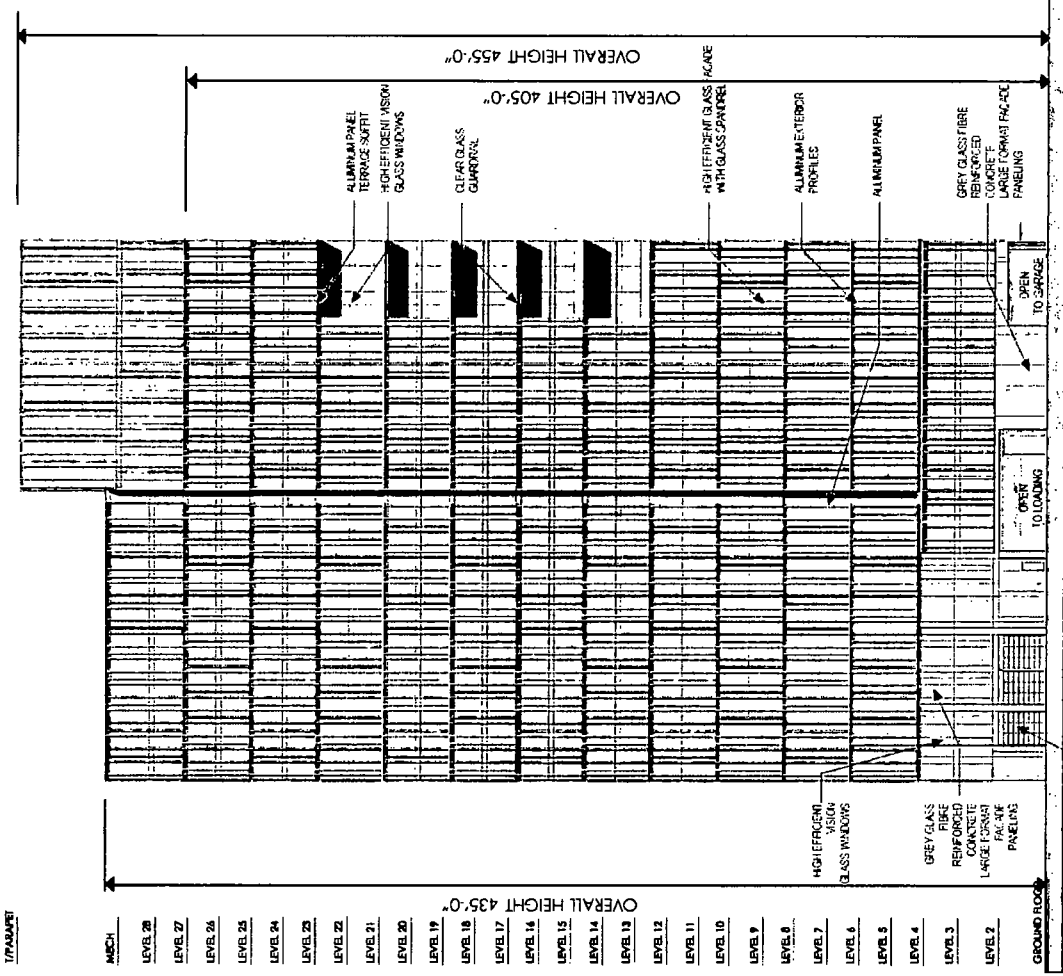 T/PARAPET
MECH
LEVEL 28
LEVEL 27
LEVEL 26
LEVEL 25
LEVEL 24
LEVEL 23
LEVEL 22
LEVEL 21
LEVEL 20
LEVEL 19
LEVEL 18
LEVEL 17
LEVEL 16
LEVEL 15
LEVEL 14
LEVEL 13
LEVEL 12
LEVEL 11
LEVEL 10
LEVEL 9
LEVEL 8
LEVEL 7
LEVEL 6
LEVEL 5
LEVEL 4
LEVEL 3
LEVEL 2
GROUND FLOOR
OVERALL HEIGHT 435'-0"
HIGH EFFICIENT
VISION
GLASS WINDOWS
GREY GLASS
FIBRE
REINFORCED
CONCRETE
LARGE FORMAT
FACADE
PANELING
OPEN
TO LOADING
OPEN
TO GARAGE
ALUMINUM PANEL
TERRACE SOFFIT
HIGH EFFICIENT VISION
GLASS WINDOWS
CLEAR GLASS
GUARDRAIL
HIGH EFFICIENT GLASS FACADE
WITH GLASS SPANDREL
ALUMINUM EXTERIOR
PROFILES
ALUMINUM PANEL
GREY GLASS FIBRE
REINFORCED
CONCRETE
LARGE FORMAT FACADE
PANELING
OVERALL HEIGHT 405'-0"
OVERALL HEIGHT 455'-0"